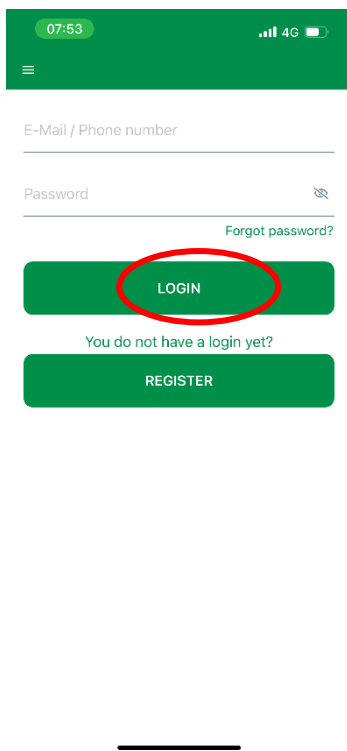 07:53 4G
E-Mail / Phone number
Password
Forgot password?
LOGIN
You do not have a login yet?
REGISTER